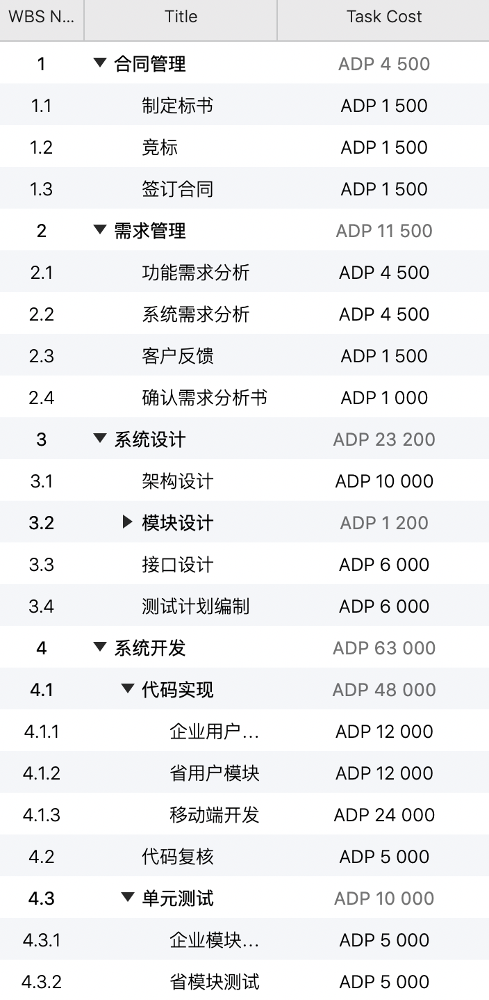 WBS N... Title Task Cost
1 合同管理 ADP 4 500
1.1 制定标书 ADP 1 500
1.2 竞标 ADP 1 500
1.3 签订合同 ADP 1 500
2 需求管理 ADP 11 500
2.1 功能需求分析 ADP 4 500
2.2 系统需求分析 ADP 4 500
2.3 客户反馈 ADP 1 500
2.4 确认需求分析书 ADP 1 000
3 系统设计 ADP 23 200
3.1 架构设计 ADP 10 000
3.2 模块设计 ADP 1 200
3.3 接口设计 ADP 6 000
3.4 测试计划编制 ADP 6 000
4 系统开发 ADP 63 000
4.1 代码实现 ADP 48 000
4.1.1 企业用户... ADP 12 000
4.1.2 省用户模块 ADP 12 000
4.1.3 移动端开发 ADP 24 000
4.2 代码复核 ADP 5 000
4.3 单元测试 ADP 10 000
4.3.1 企业模块... ADP 5 000
4.3.2 省模块测试 ADP 5 000